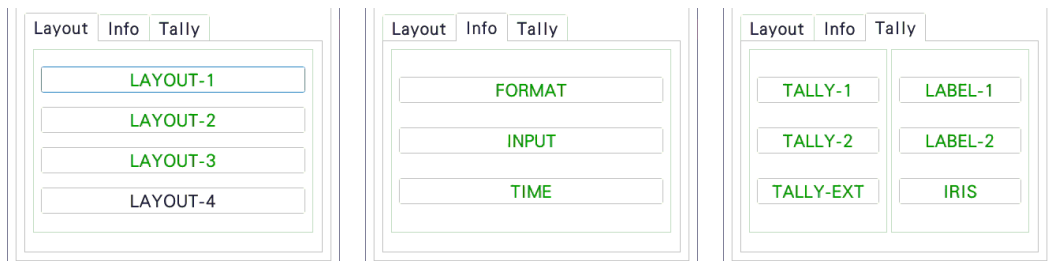 Layout Info Tally
LAYOUT-1
LAYOUT-2
LAYOUT-3
LAYOUT-4
Layout Info Tally
FORMAT
INPUT
TIME
Layout Info Tally
TALLY-1 LABEL-1
TALLY-2 LABEL-2
TALLY-EXT IRIS